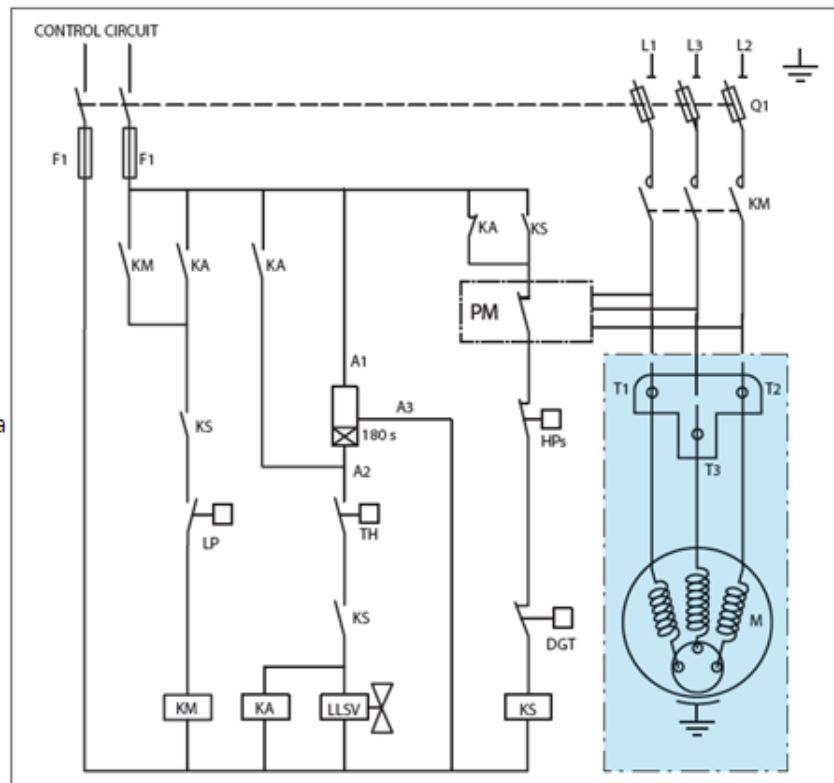 CONTROL CIRCUIT
L1 L3 L2
Q1
F1 F1
KM
KA KS
KM KA KA
PM
A1
T1 T2
A3
a
180 s
KS
HPs
A2
T3
LP TH
KS
M
DGT
KM KA LLSV KS